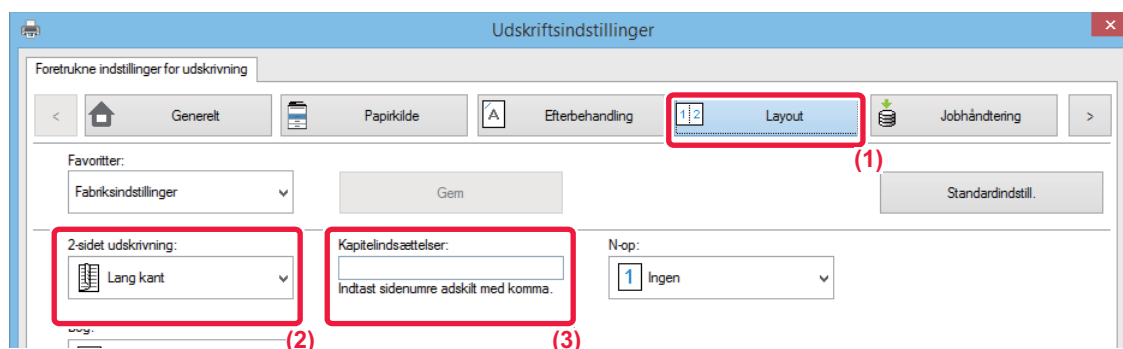 Udskriftsindstillinger
×
Foretrukne indstillinger for udskrivning
< Generelt Papirkilde A Efterbehandling 1 2 Layout Jobhåndtering >
(1)
Favoritter:
Fabriksindstillinger Gem Standardindstill.
2-sidet udskrivning: Kapitelindsættelser: N-op:
Lang kant 1 Ingen
Indtast sidenumre adskilt med komma.
(2) (3)